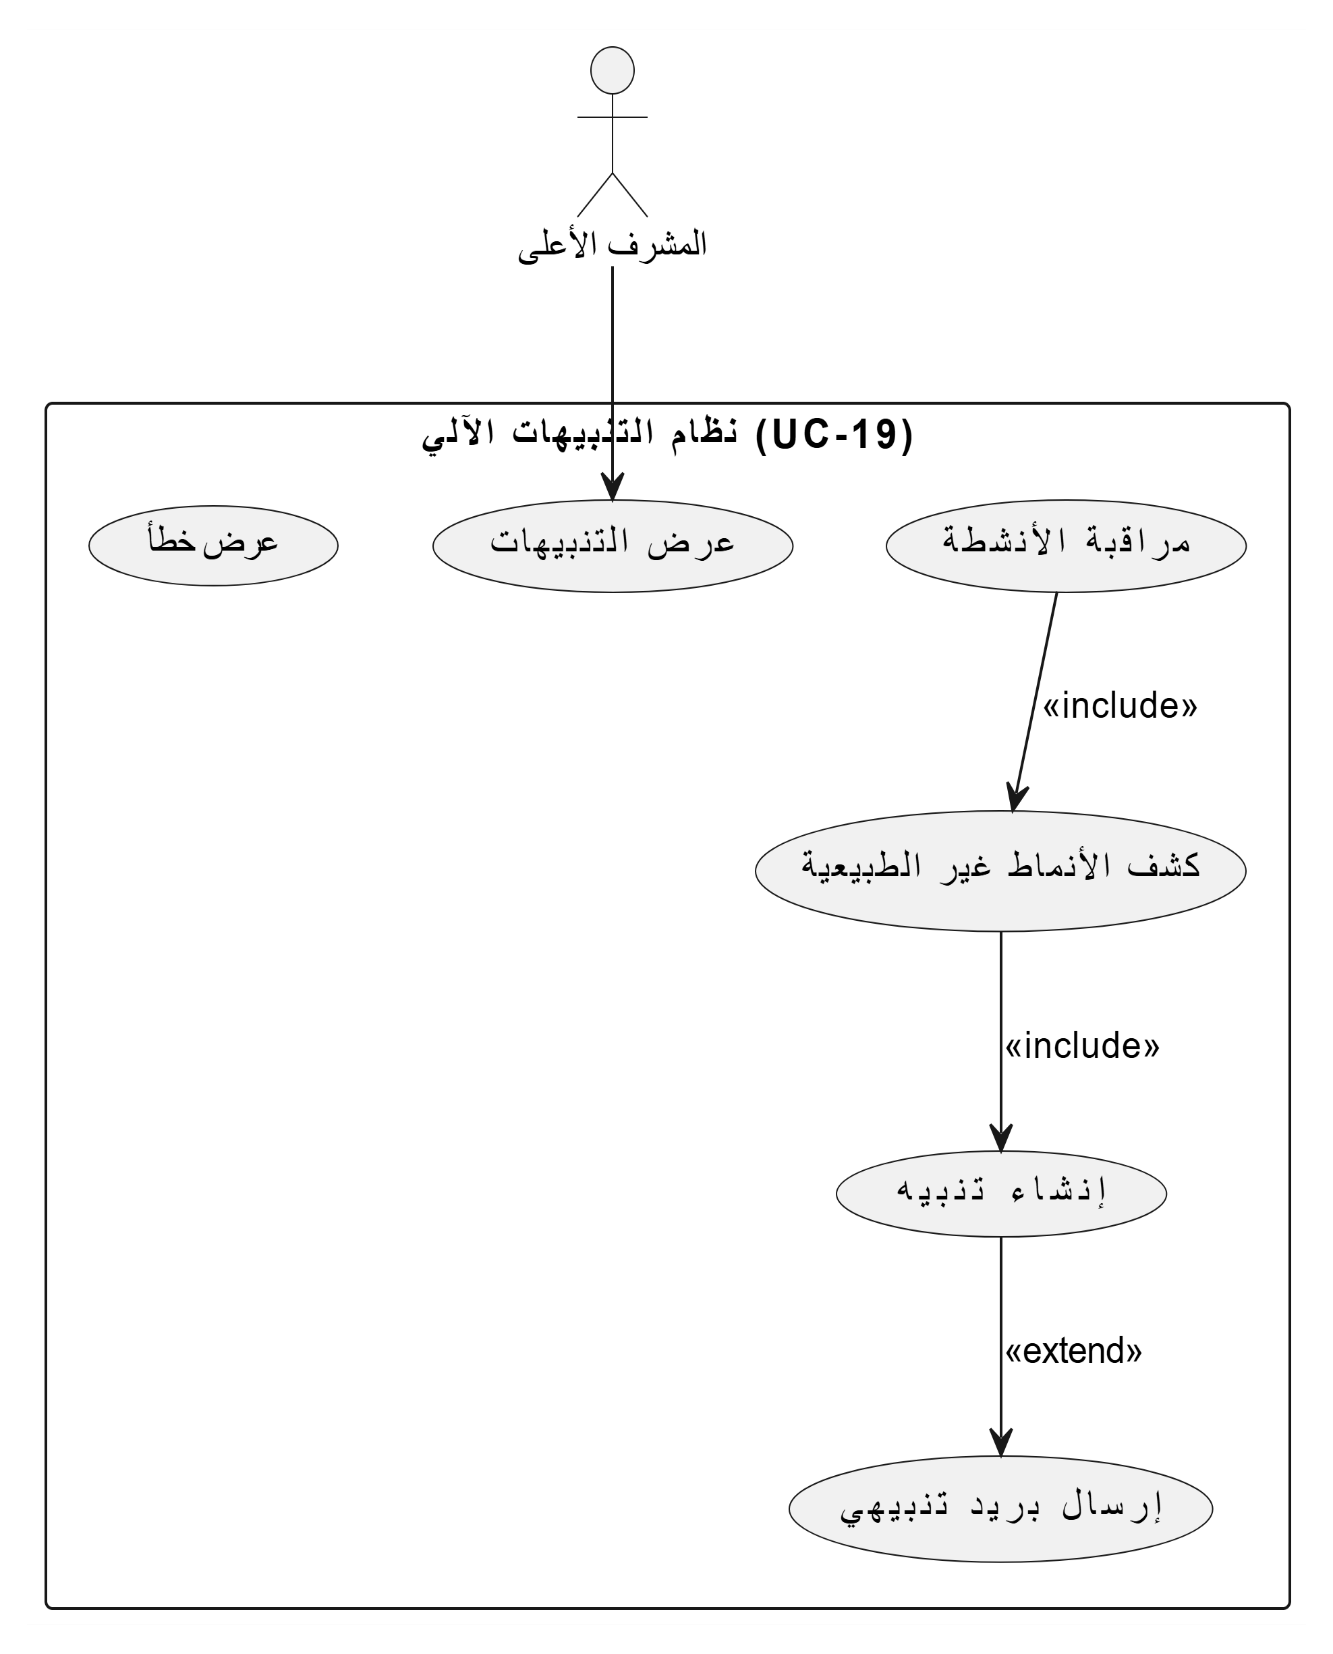 المشرف الأعلى
نظام التنبيهات الآلي (UC-19)
مراقبة الأنشطة
عرض التنبيهات
عرض خطأ
«include»
كشف الأنماط غير الطبيعية
«include»
إنشاء تنبيه
«extend»
إرسال بريد تنبيهي